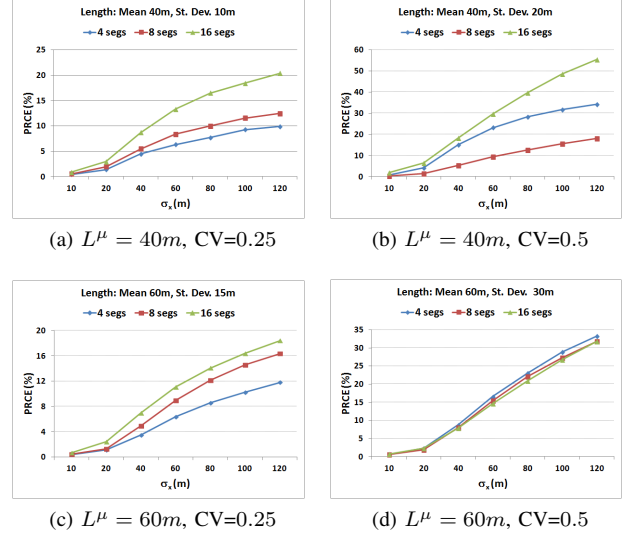 Length: Mean 40m, St. Dev. 10m
4 segs 8 segs 16 segs
25
20
15
10
5
0
PRCE (%)
10 20 40 60 80 100 120
σx(m)
(a) L^μ = 40m, CV=0.25
Length: Mean 40m, St. Dev. 20m
4 segs 8 segs 16 segs
60
50
40
30
20
10
0
PRCE (%)
10 20 40 60 80 100 120
σx(m)
(b) L^μ = 40m, CV=0.5
Length: Mean 60m, St. Dev. 15m
4 segs 8 segs 16 segs
20
16
12
8
4
0
PRCE (%)
10 20 40 60 80 100 120
σx(m)
(c) L^μ = 60m, CV=0.25
Length: Mean 60m, St. Dev. 30m
4 segs 8 segs 16 segs
35
30
25
20
15
10
5
0
PRCE (%)
10 20 40 60 80 100 120
σx(m)
(d) L^μ = 60m, CV=0.5